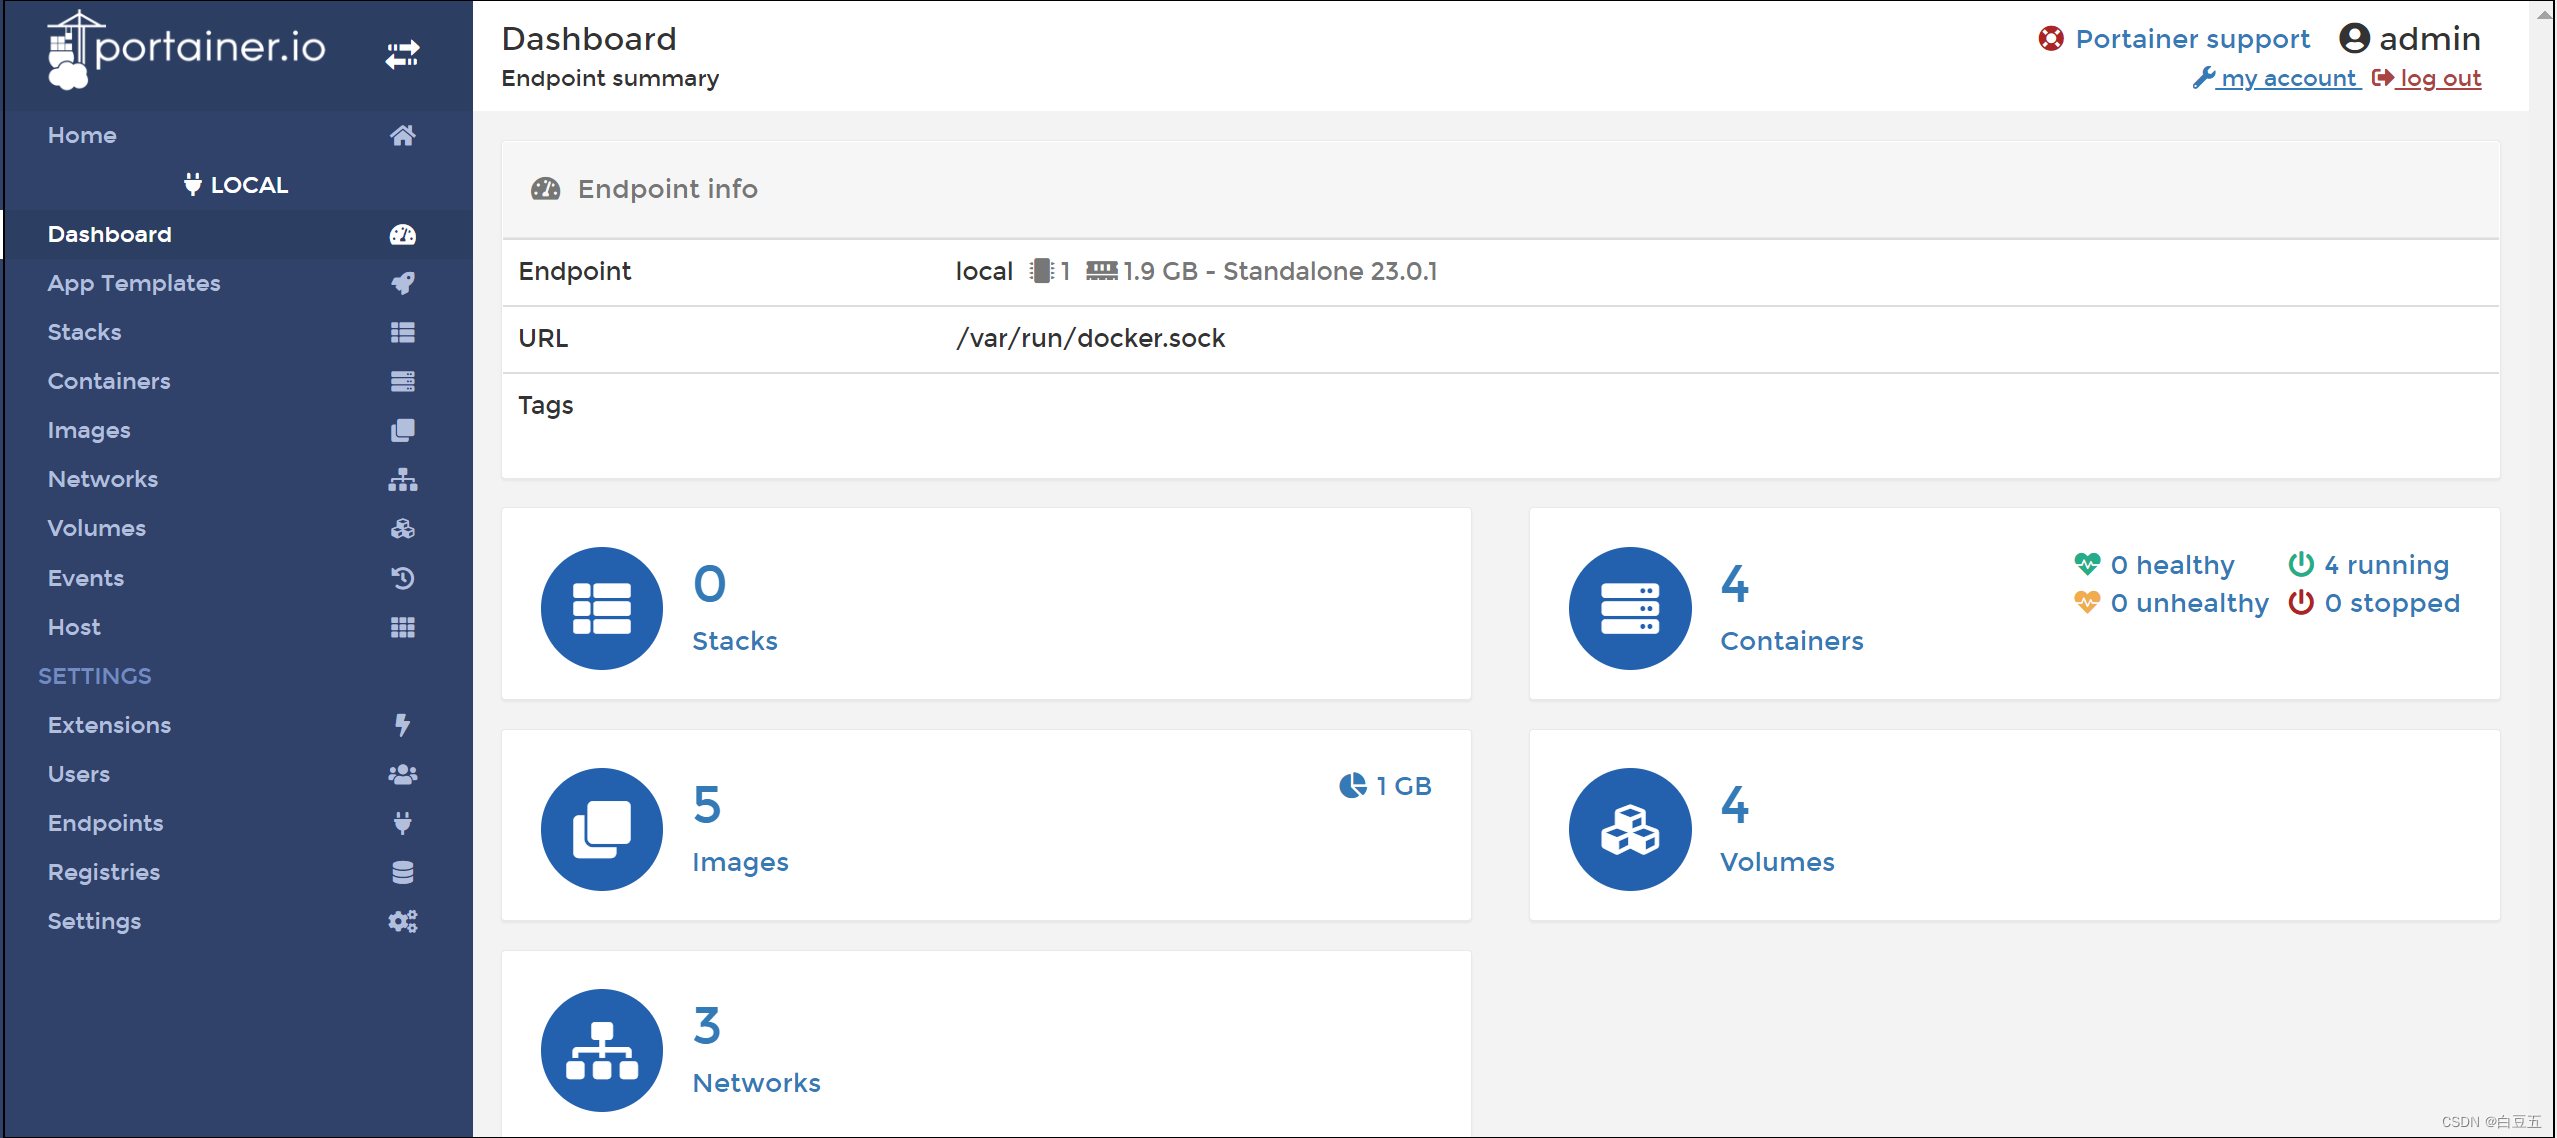 portainer.io
Home
LOCAL
Dashboard
App Templates
Stacks
Containers
Images
Networks
Volumes
Events
Host
SETTINGS
Extensions
Users
Endpoints
Registries
Settings
Dashboard
Endpoint summary
Portainer support admin
my account log out
Endpoint info
Endpoint local 1 1.9 GB - Standalone 23.0.1
URL /var/run/docker.sock
Tags
0
Stacks
4
Containers
0 healthy 4 running
0 unhealthy 0 stopped
5
Images
1 GB
4
Volumes
3
Networks
CSDN @白豆五